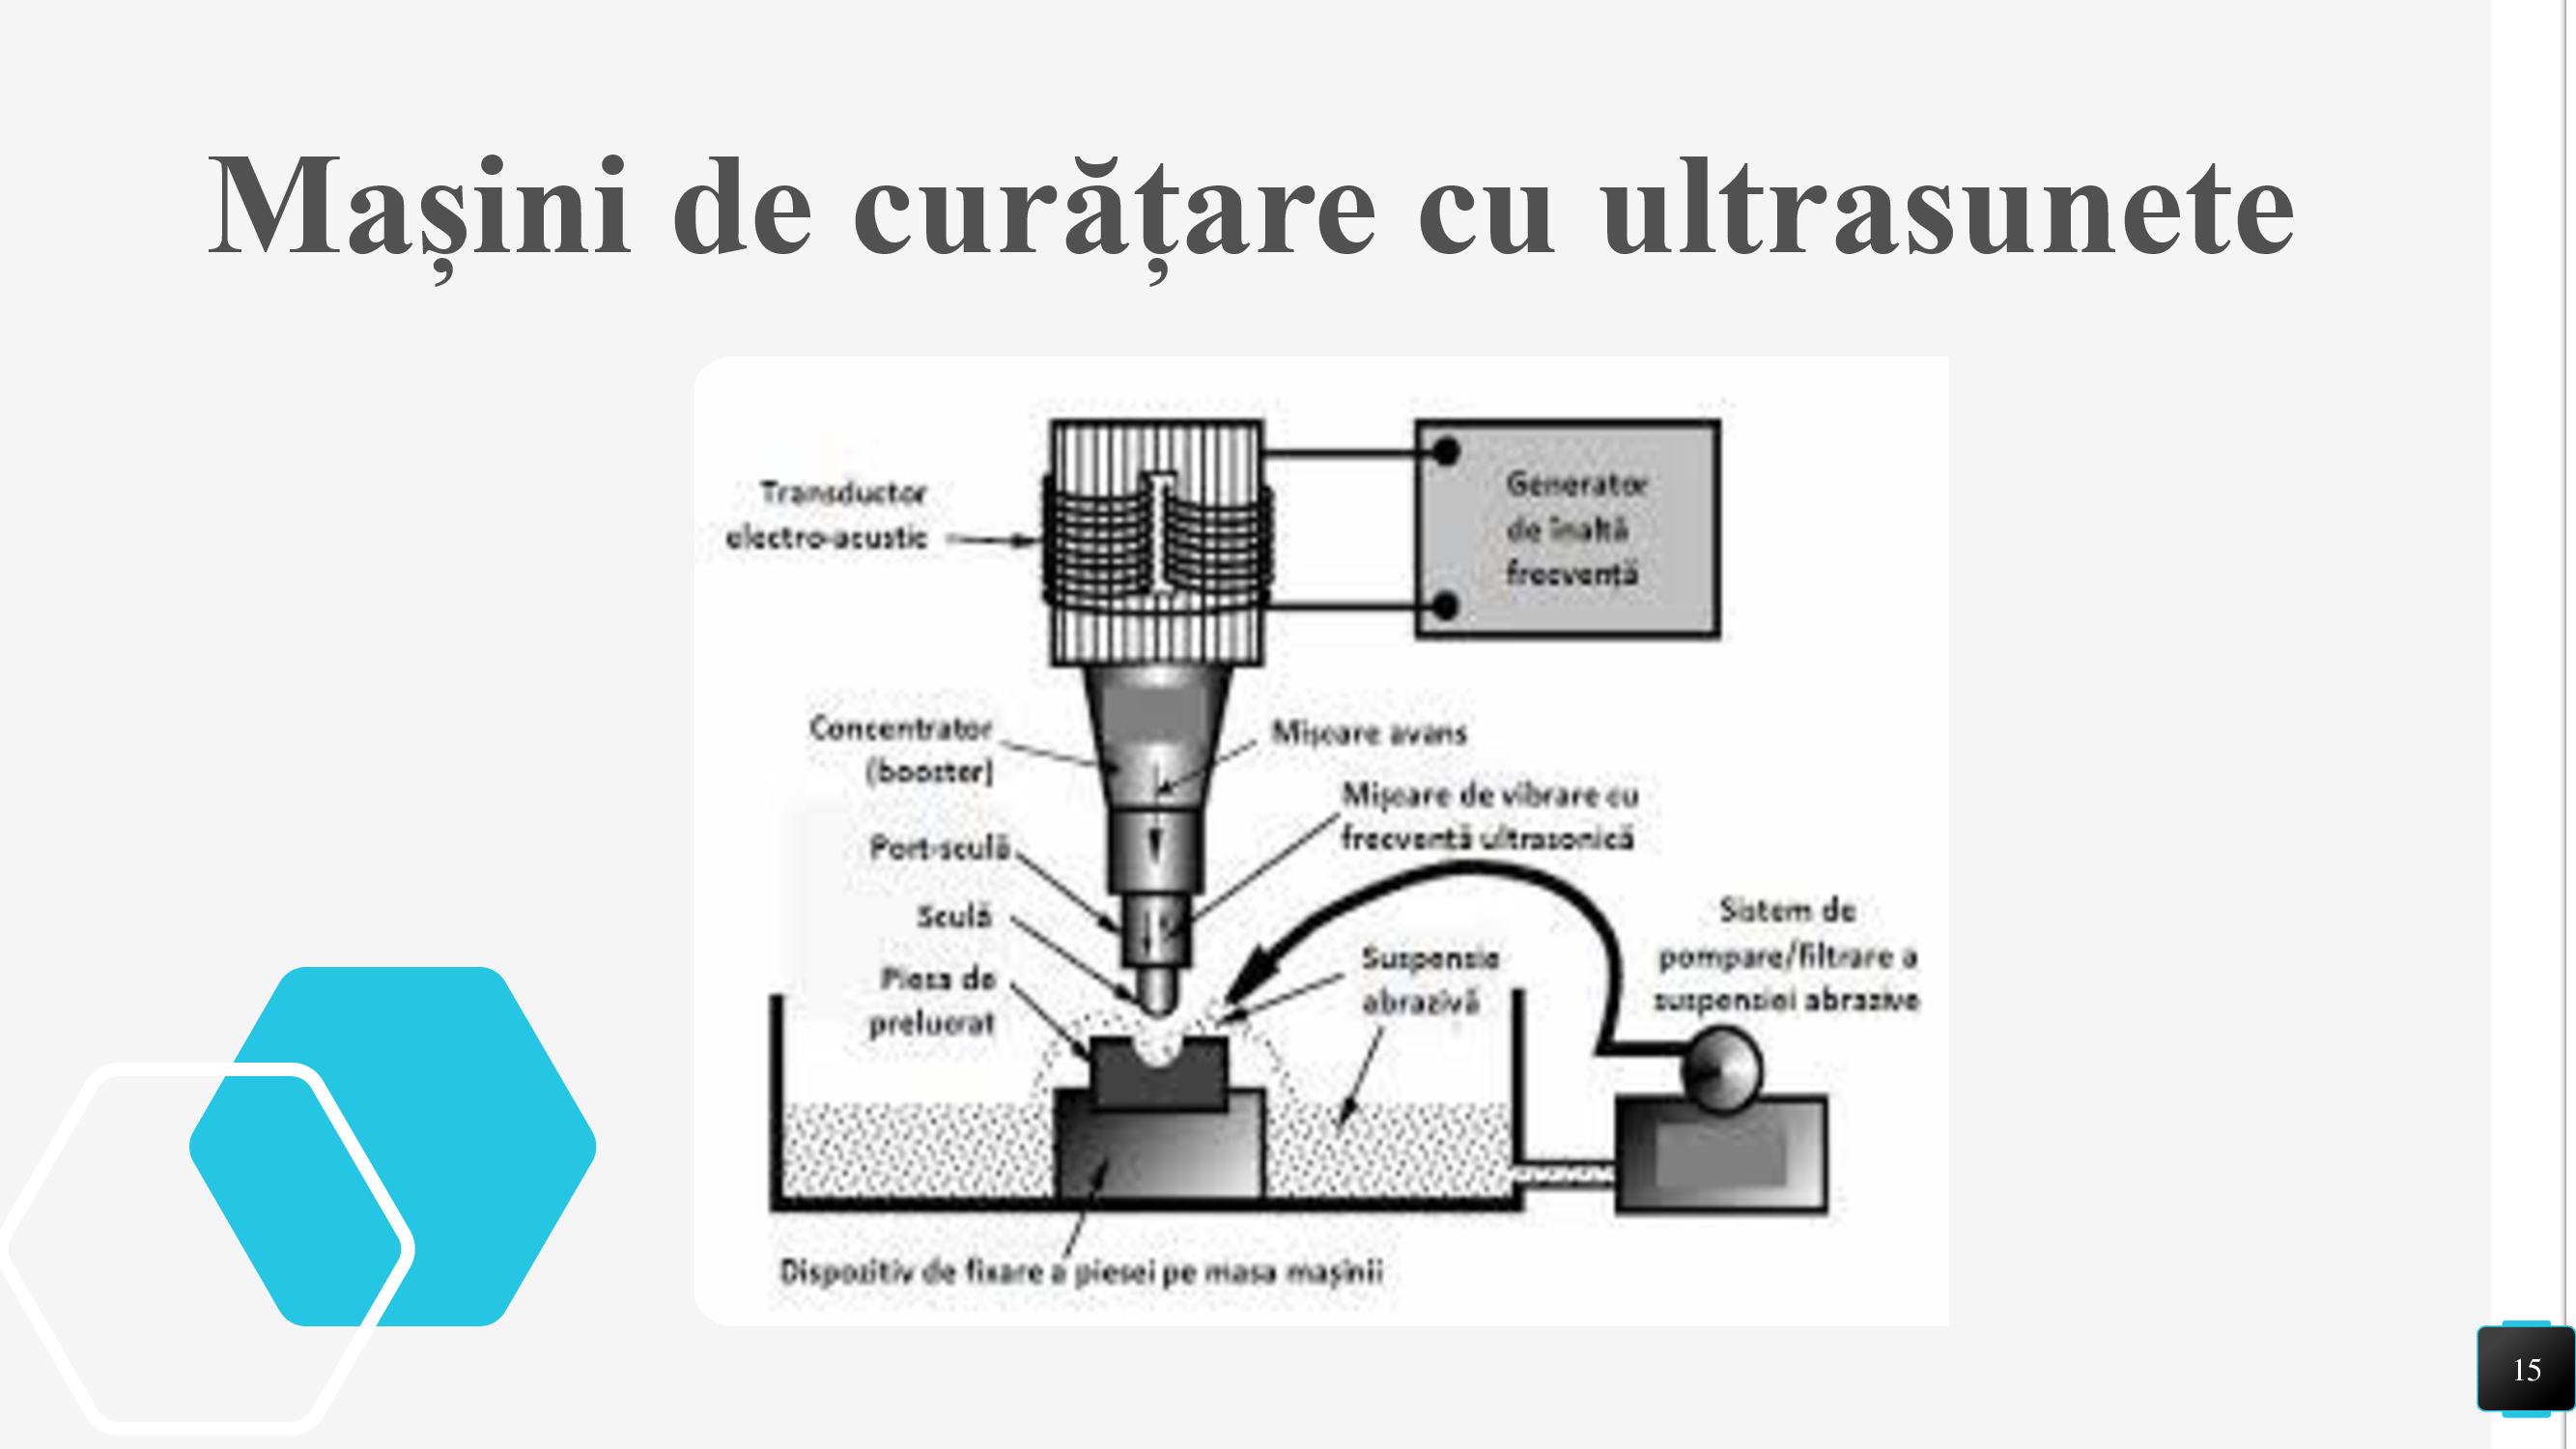 Mașini de curățare cu ultrasunete
Transductor
electro-acustic
Generator
de înaltă
frecvență
Concentrator
(booster)
Mișcare avans
Mișcare de vibrare cu
frecvență ultrasonică
Port-sculă
Sculă
Sistem de
pompare/filtrare a
suspensiei abrazive
Suspensie
abrazivă
Piesa de
prelucrat
Dispozitiv de fixare a piesei pe masa mașinii
15